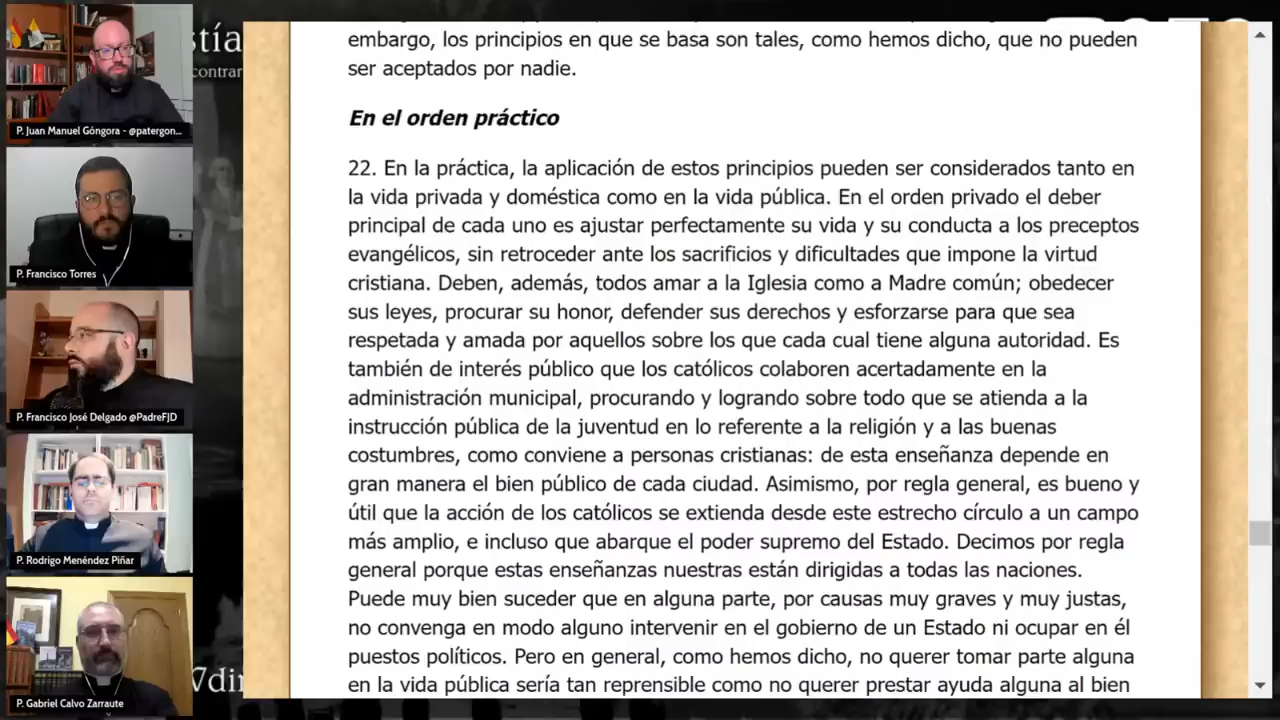 stía
contrar
P. Juan Manuel Góngora - @patergon...
P. Francisco Torres
P. Francisco José Delgado @PadreFJD
P. Rodrigo Menéndez Piñar
P. Gabriel Calvo Zarraute
embargo, los principios en que se basa son tales, como hemos dicho, que no pueden
ser aceptados por nadie.
En el orden práctico
22. En la práctica, la aplicación de estos principios pueden ser considerados tanto en
la vida privada y doméstica como en la vida pública. En el orden privado el deber
principal de cada uno es ajustar perfectamente su vida y su conducta a los preceptos
evangélicos, sin retroceder ante los sacrificios y dificultades que impone la virtud
cristiana. Deben, además, todos amar a la Iglesia como a Madre común; obedecer
sus leyes, procurar su honor, defender sus derechos y esforzarse para que sea
respetada y amada por aquellos sobre los que cada cual tiene alguna autoridad. Es
también de interés público que los católicos colaboren acertadamente en la
administración municipal, procurando y logrando sobre todo que se atienda a la
instrucción pública de la juventud en lo referente a la religión y a las buenas
costumbres, como conviene a personas cristianas: de esta enseñanza depende en
gran manera el bien público de cada ciudad. Asimismo, por regla general, es bueno y
útil que la acción de los católicos se extienda desde este estrecho círculo a un campo
más amplio, e incluso que abarque el poder supremo del Estado. Decimos por regla
general porque estas enseñanzas nuestras están dirigidas a todas las naciones.
Puede muy bien suceder que en alguna parte, por causas muy graves y muy justas,
no convenga en modo alguno intervenir en el gobierno de un Estado ni ocupar en él
puestos políticos. Pero en general, como hemos dicho, no querer tomar parte alguna
en la vida pública sería tan reprensible como no querer prestar ayuda alguna al bien